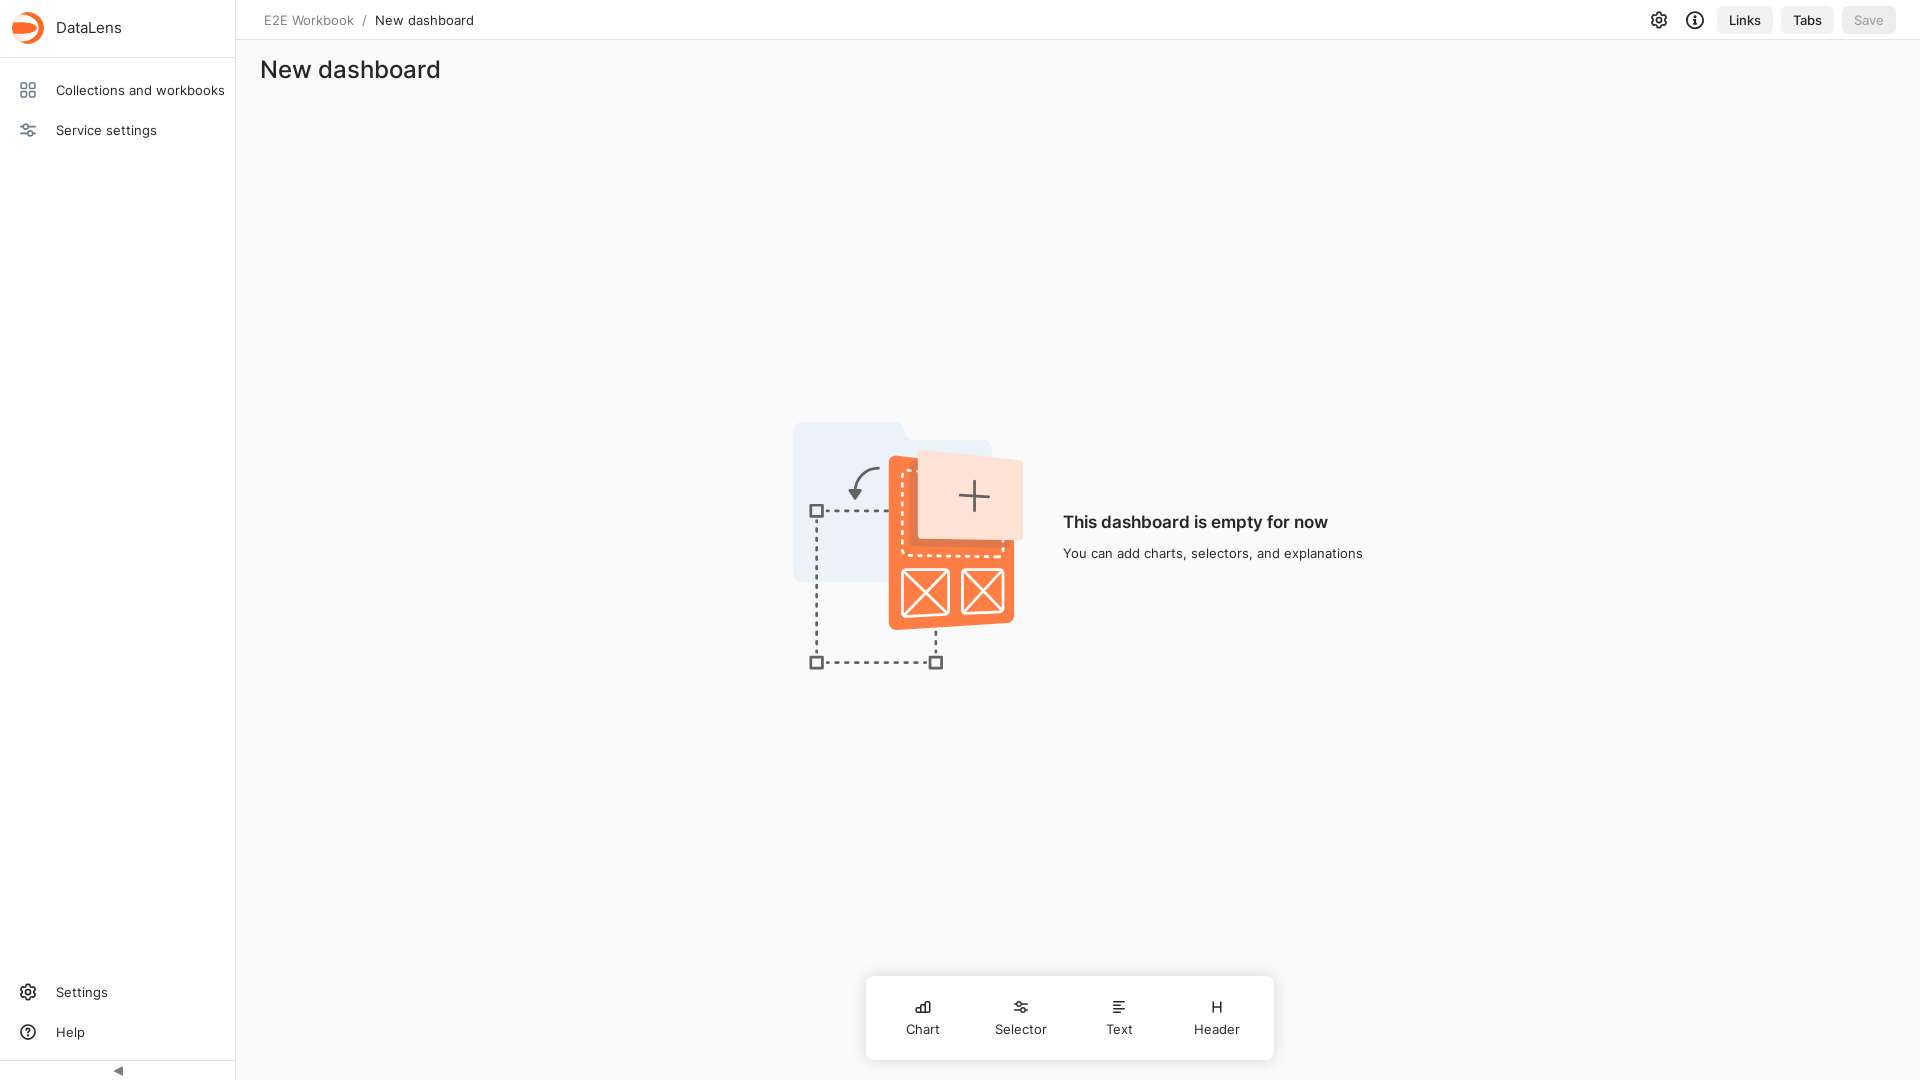 DataLens
Collections and workbooks
Service settings
Settings
Help
E2E Workbook / New dashboard
Links
Tabs
Save
New dashboard
This dashboard is empty for now
You can add charts, selectors, and explanations
Chart
Selector
Text
Header